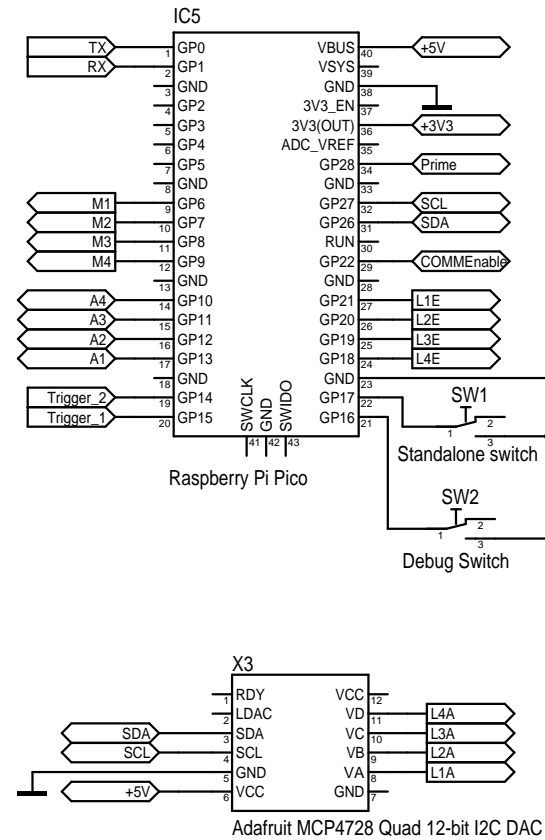 IC5
TX 1 GP0 VBUS 40 +5V
RX 2 GP1 VSYS 39
3 GND GND 38
4 GP2 3V3_EN 37
5 GP3 3V3(OUT) 36 +3V3
6 GP4 ADC_VREF 35
7 GP5 GP28 34 Prime
8 GND GND 33
M1 9 GP6 GP27 32 SCL
M2 10 GP7 GP26 31 SDA
M3 11 GP8 RUN 30
M4 12 GP9 GP22 29 COMMEnable
13 GND GND 28
A4 14 GP10 GP21 27 L1E
A3 15 GP11 GP20 26 L2E
A2 16 GP12 GP19 25 L3E
A1 17 GP13 GP18 24 L4E
18 GND GND 23
Trigger_2 19 GP14 GP17 22
Trigger_1 20 GP15 GP16 21
SWCLK GND SWIDO
41 42 43
Raspberry Pi Pico
SW1
1 2 3
Standalone switch
SW2
1 2 3
Debug Switch
X3
1 RDY VCC 12
2 LDAC VD 11 L4A
SDA 3 SDA VC 10 L3A
SCL 4 SCL VB 9 L2A
5 GND VA 8 L1A
+5V 6 VCC GND 7
Adafruit MCP4728 Quad 12-bit I2C DAC